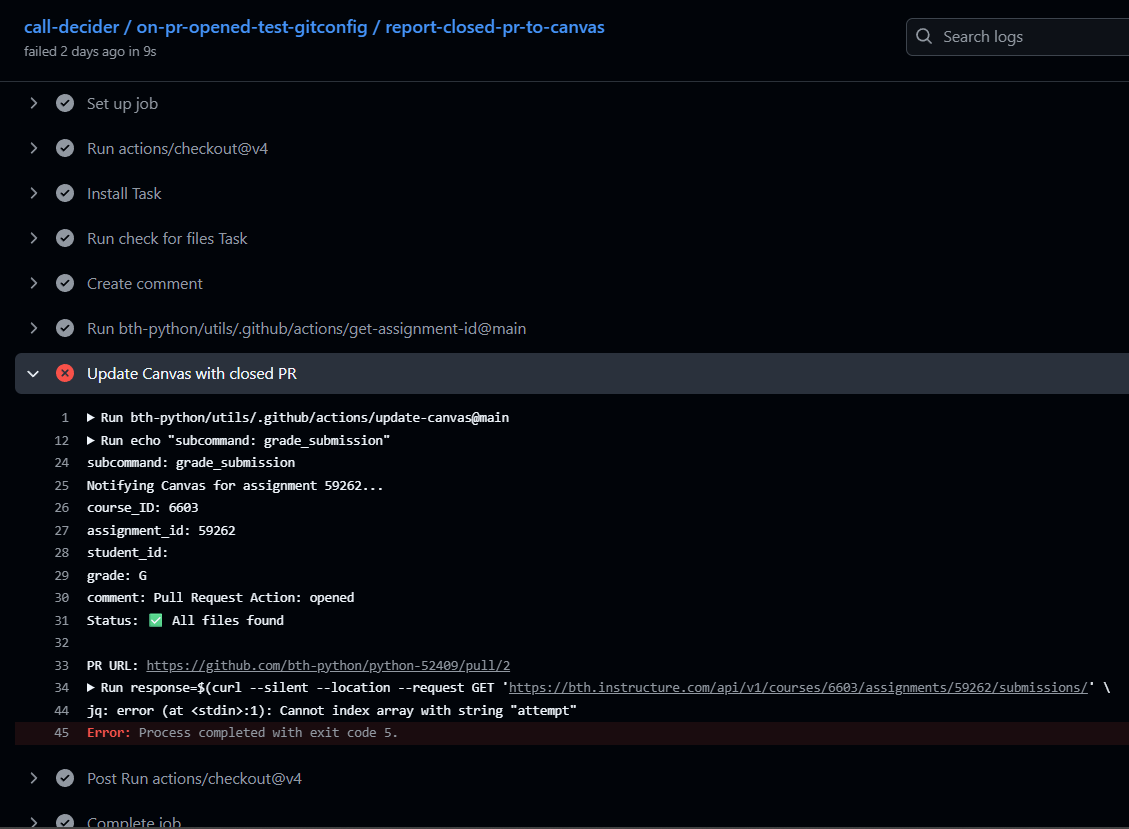 call-decider / on-pr-opened-test-gitconfig / report-closed-pr-to-canvas
failed 2 days ago in 9s
Search logs
Set up job
Run actions/checkout@v4
Install Task
Run check for files Task
Create comment
Run bth-python/utils/.github/actions/get-assignment-id@main
Update Canvas with closed PR
1 Run bth-python/utils/.github/actions/update-canvas@main
12 Run echo "subcommand: grade_submission"
24 subcommand: grade_submission
25 Notifying Canvas for assignment 59262...
26 course_ID: 6603
27 assignment_id: 59262
28 student_id:
29 grade: G
30 comment: Pull Request Action: opened
31 Status: ✅ All files found
32
33 PR URL: https://github.com/bth-python/python-52409/pull/2
34 Run response=$(curl --silent --location --request GET 'https://bth.instructure.com/api/v1/courses/6603/assignments/59262/submissions/' \
44 jq: error (at <stdin>:1): Cannot index array with string "attempt"
45 Error: Process completed with exit code 5.
Post Run actions/checkout@v4
Complete job